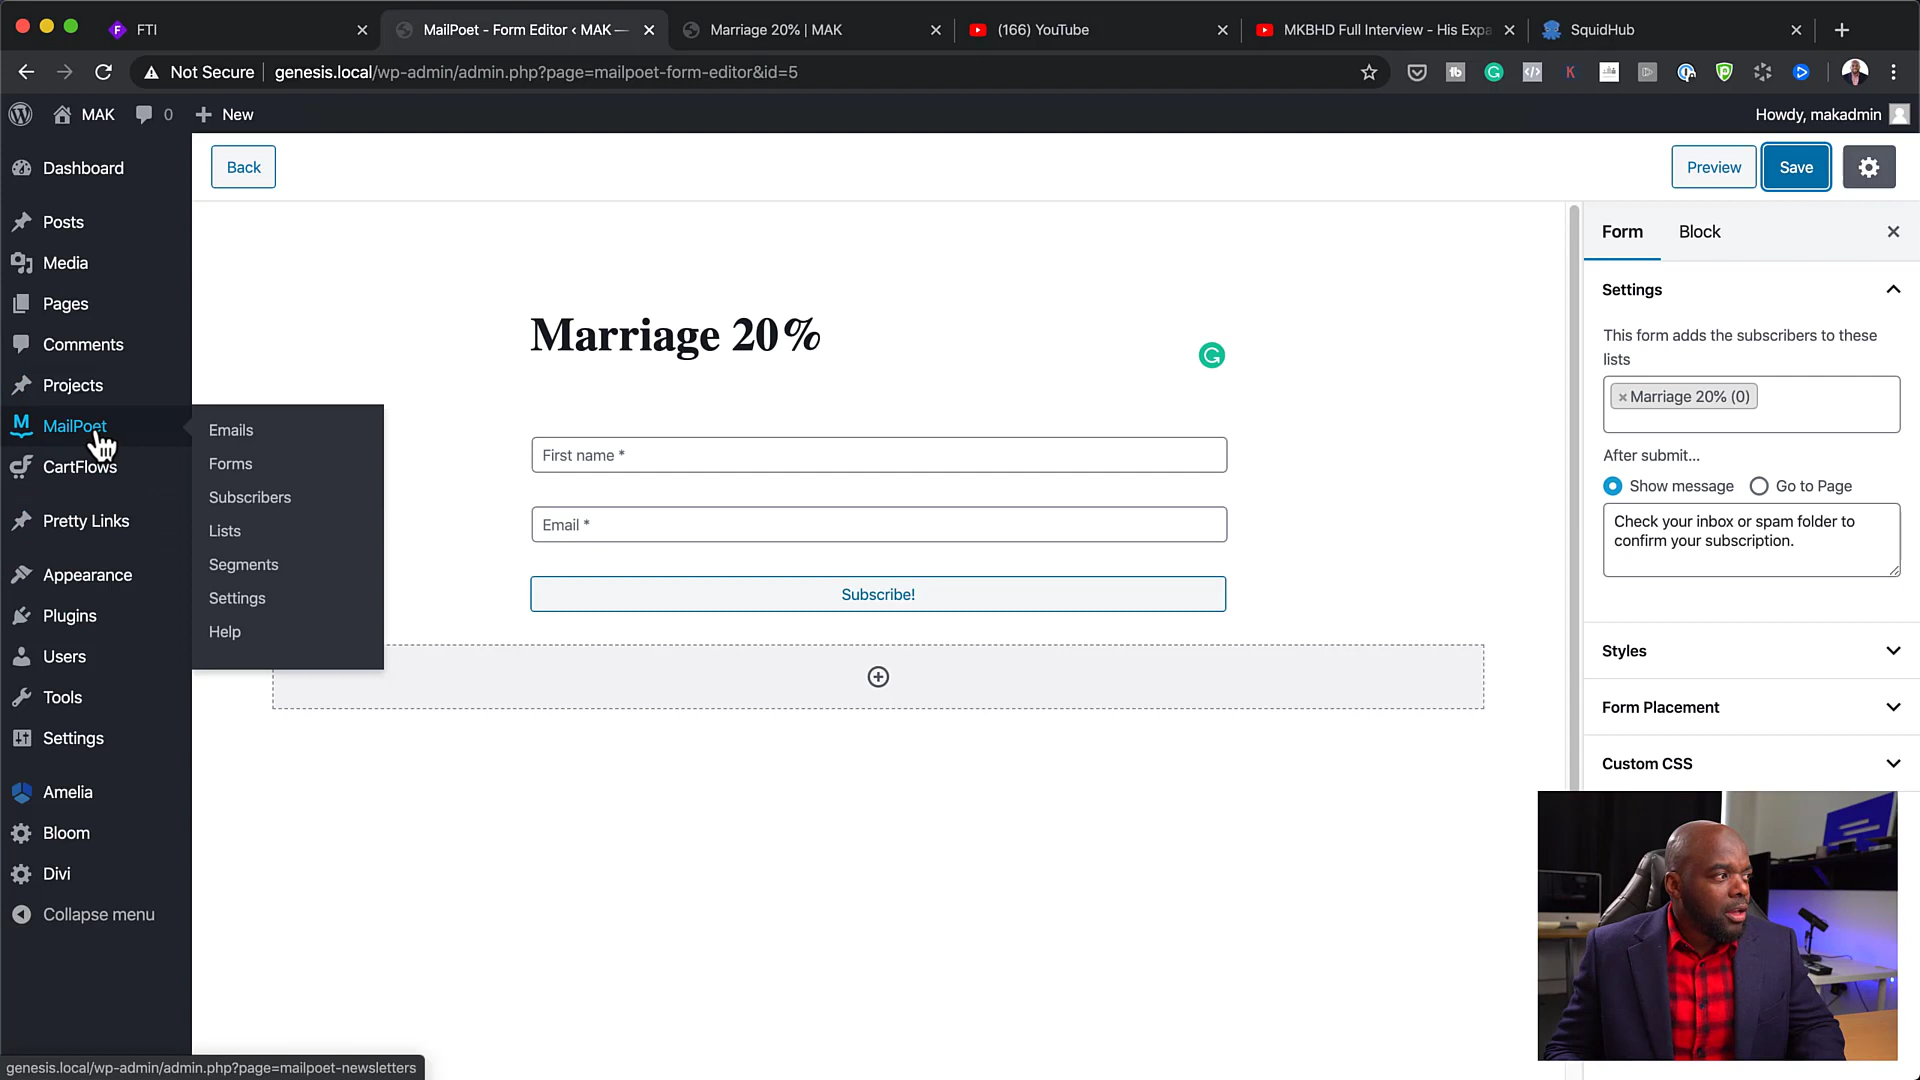 FTI
MailPoet - Form Editor ‹ MAK —
Marriage 20% | MAK
(166) YouTube
MKBHD Full Interview - His Expa
SquidHub
Not Secure
genesis.local/wp-admin/admin.php?page=mailpoet-form-editor&id=5
MAK
0
New
Howdy, makadmin
Dashboard
Posts
Media
Pages
Comments
Projects
MailPoet
CartFlows
Pretty Links
Appearance
Plugins
Users
Tools
Settings
Amelia
Bloom
Divi
Collapse menu
Emails
Forms
Subscribers
Lists
Segments
Settings
Help
Back
Preview
Save
Marriage 20%
First name *
Email *
Subscribe!
Form
Block
Settings
This form adds the subscribers to these
lists
× Marriage 20% (0)
After submit...
Show message
Go to Page
Check your inbox or spam folder to
confirm your subscription.
Styles
Form Placement
Custom CSS
genesis.local/wp-admin/admin.php?page=mailpoet-newsletters